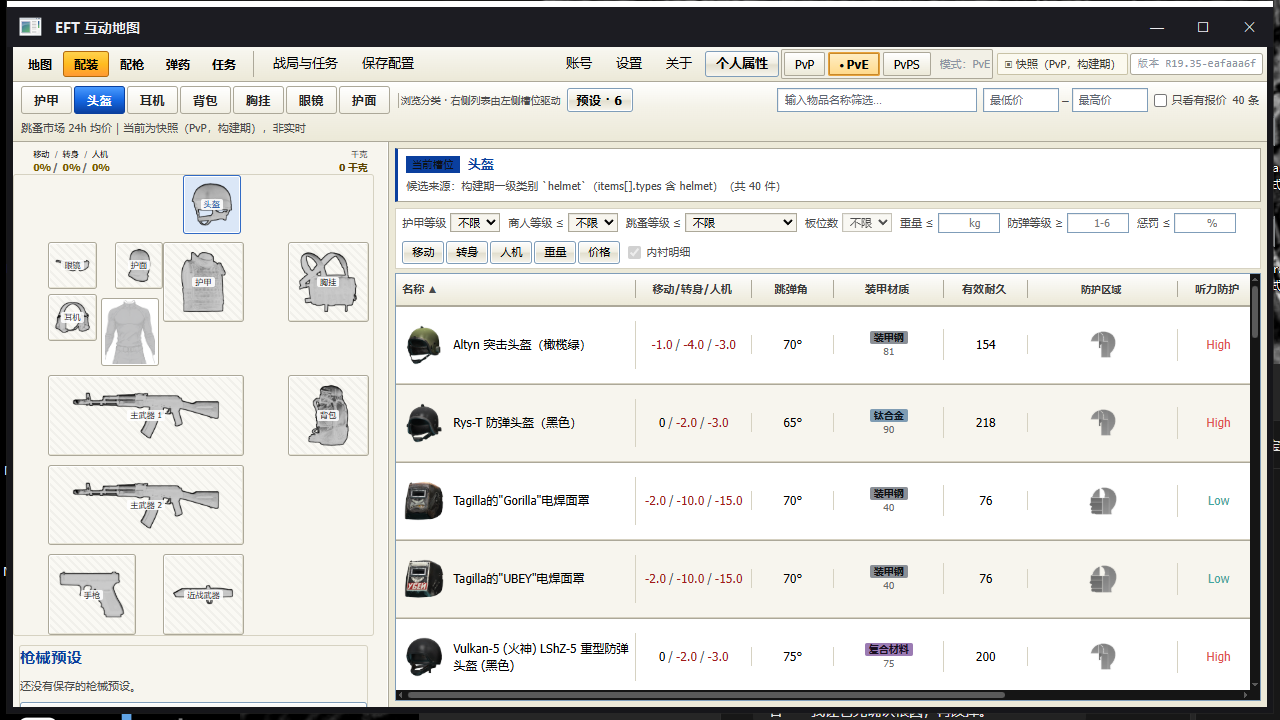 EFT 互动地图
地图 配装 配枪 弹药 任务 战局与任务 保存配置 账号 设置 关于 个人属性 PvP •PvE PvPS 模式: PvE 快照（PvP，构建期） 版本 R19.35-eafaaa6f
护甲 头盔 耳机 背包 胸挂 眼镜 护面 浏览分类 · 右侧列表由左侧槽位驱动 预设 · 6 输入物品名称筛选... 最低价 – 最高价 只看有报价 40 条
跳蚤市场 24h 均价 | 当前为快照（PvP，构建期），非实时
移动 / 转身 / 人机 千克
0% / 0% / 0% 0 千克
头盔
眼镜 护面 护甲 胸挂
耳机
主武器 1 背包
主武器 2
手枪 近战武器
枪械预设
还没有保存的枪械预设。
当前槽位 头盔
候选来源：构建期一级类别 `helmet`（items[].types 含 helmet）（共 40 件）
护甲等级 不限 商人等级 ≤ 不限 跳蚤等级 ≤ 不限 板位数 不限 重量 ≤ kg 防弹等级 ≥ 1-6 惩罚 ≤ %
移动 转身 人机 重量 价格 内衬明细
名称 ▲ 移动/转身/人机 跳弹角 装甲材质 有效耐久 防护区域 听力防护
Altyn 突击头盔（橄榄绿） -1.0 / -4.0 / -3.0 70° 装甲钢 81 154 High
Rys-T 防弹头盔（黑色） 0 / -2.0 / -3.0 65° 钛合金 90 218 High
Tagilla的"Gorilla"电焊面罩 -2.0 / -10.0 / -15.0 70° 装甲钢 40 76 Low
Tagilla的"UBEY"电焊面罩 -2.0 / -10.0 / -15.0 70° 装甲钢 40 76 Low
Vulkan-5 (火神) LShZ-5 重型防弹
头盔 (黑色) 0 / -2.0 / -3.0 75° 复合材料 75 200 High